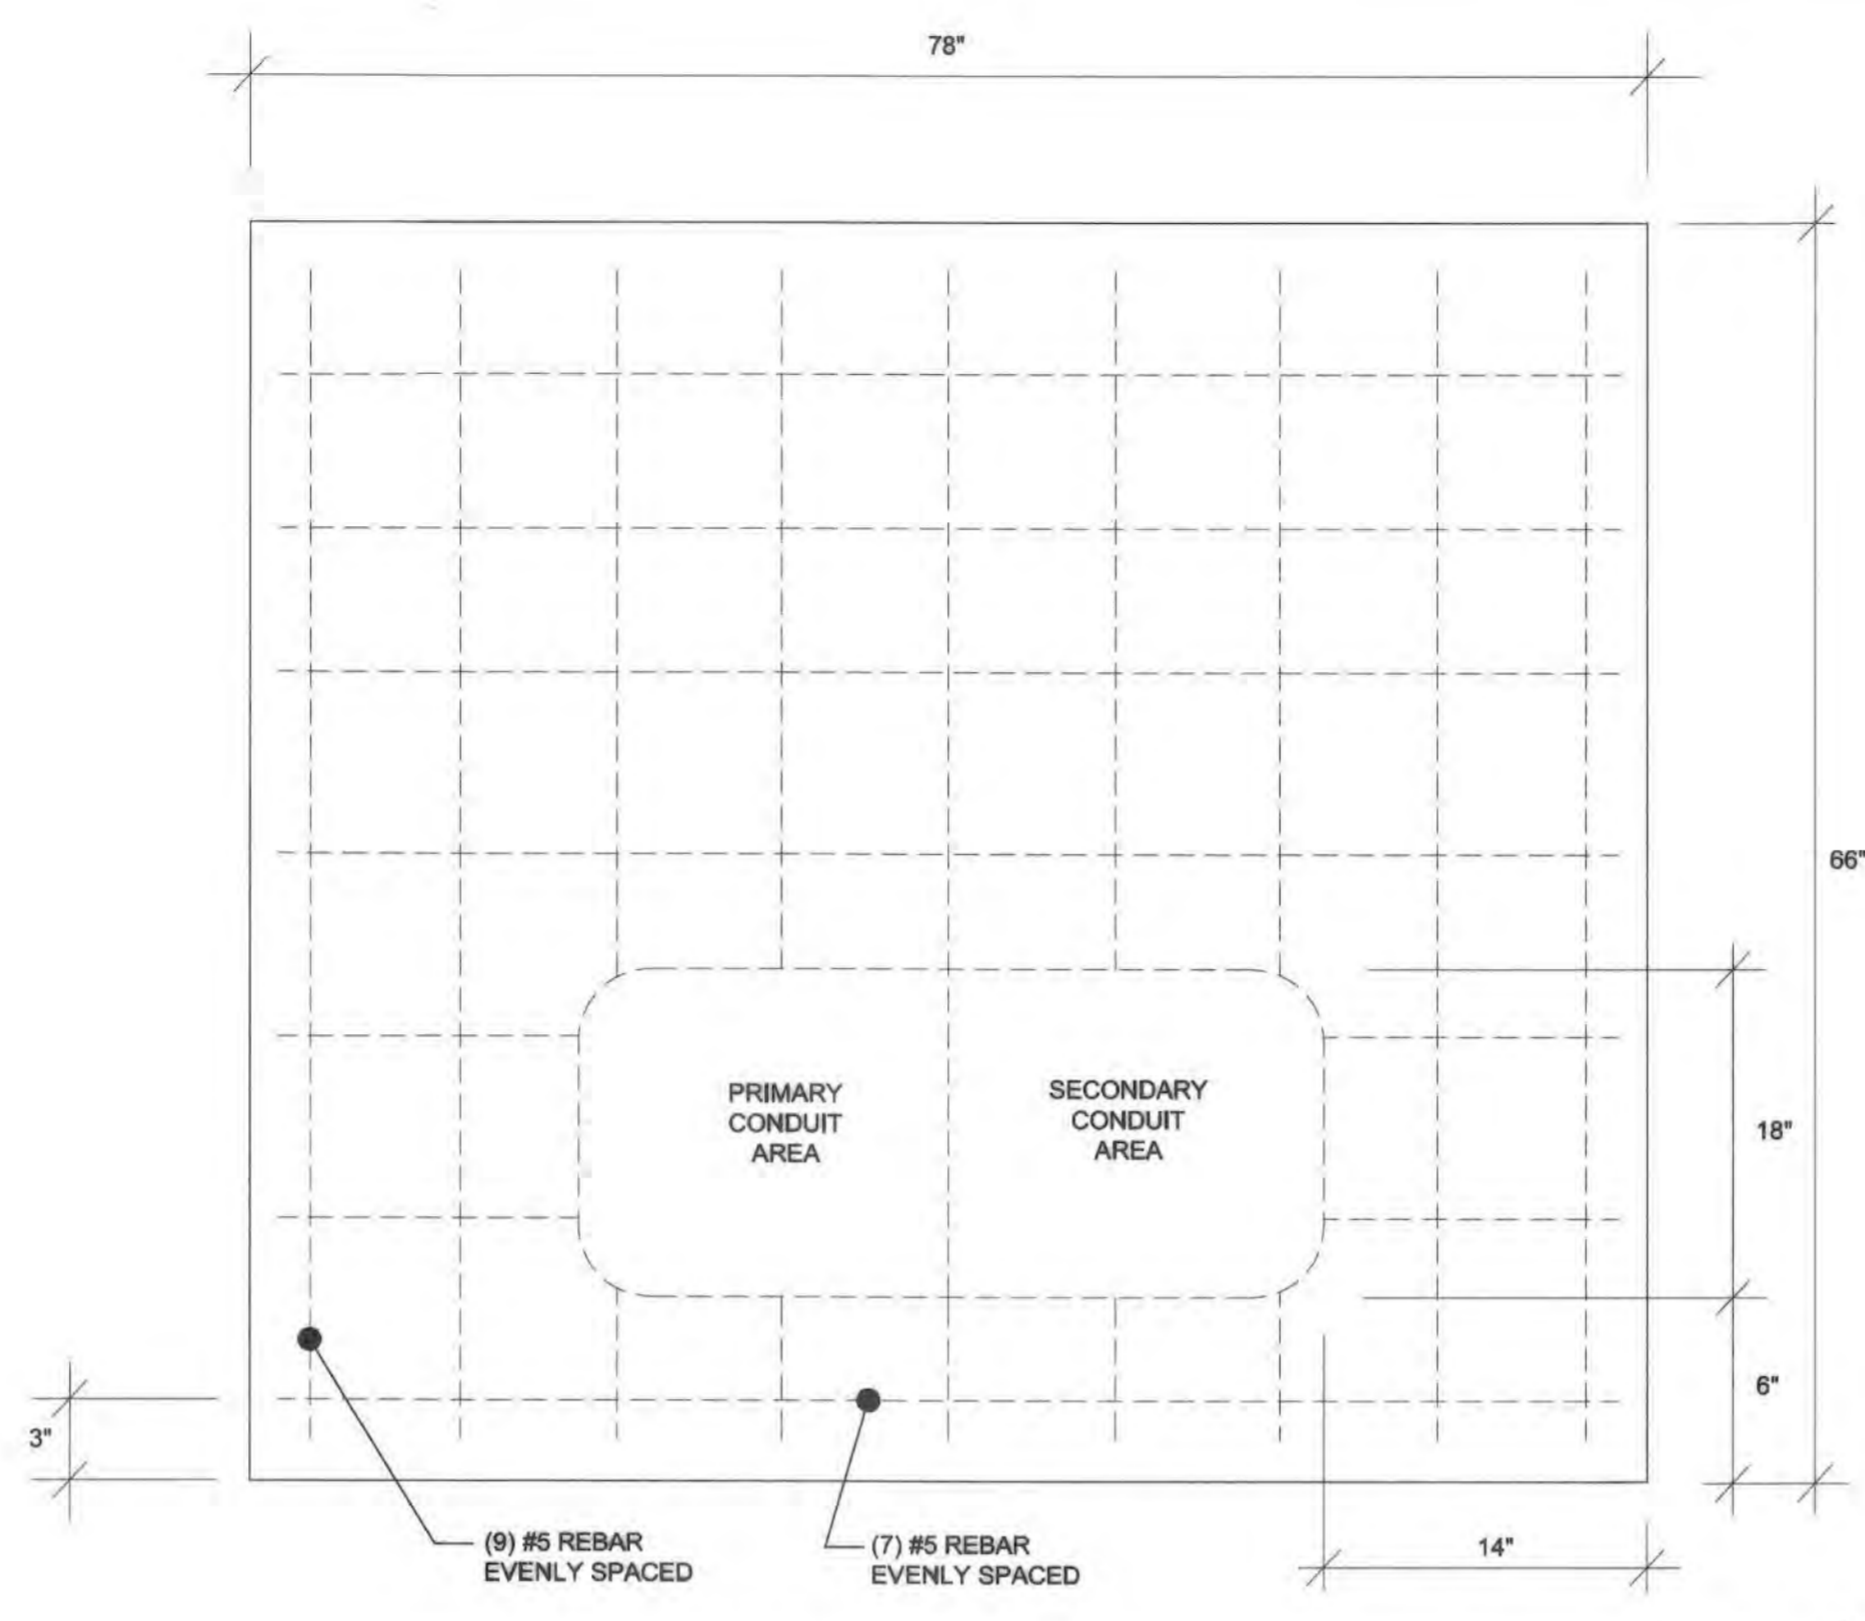 78"
66"
PRIMARY
CONDUIT
AREA
SECONDARY
CONDUIT
AREA
18"
6"
3"
(9) #5 REBAR
EVENLY SPACED
(7) #5 REBAR
EVENLY SPACED
14"